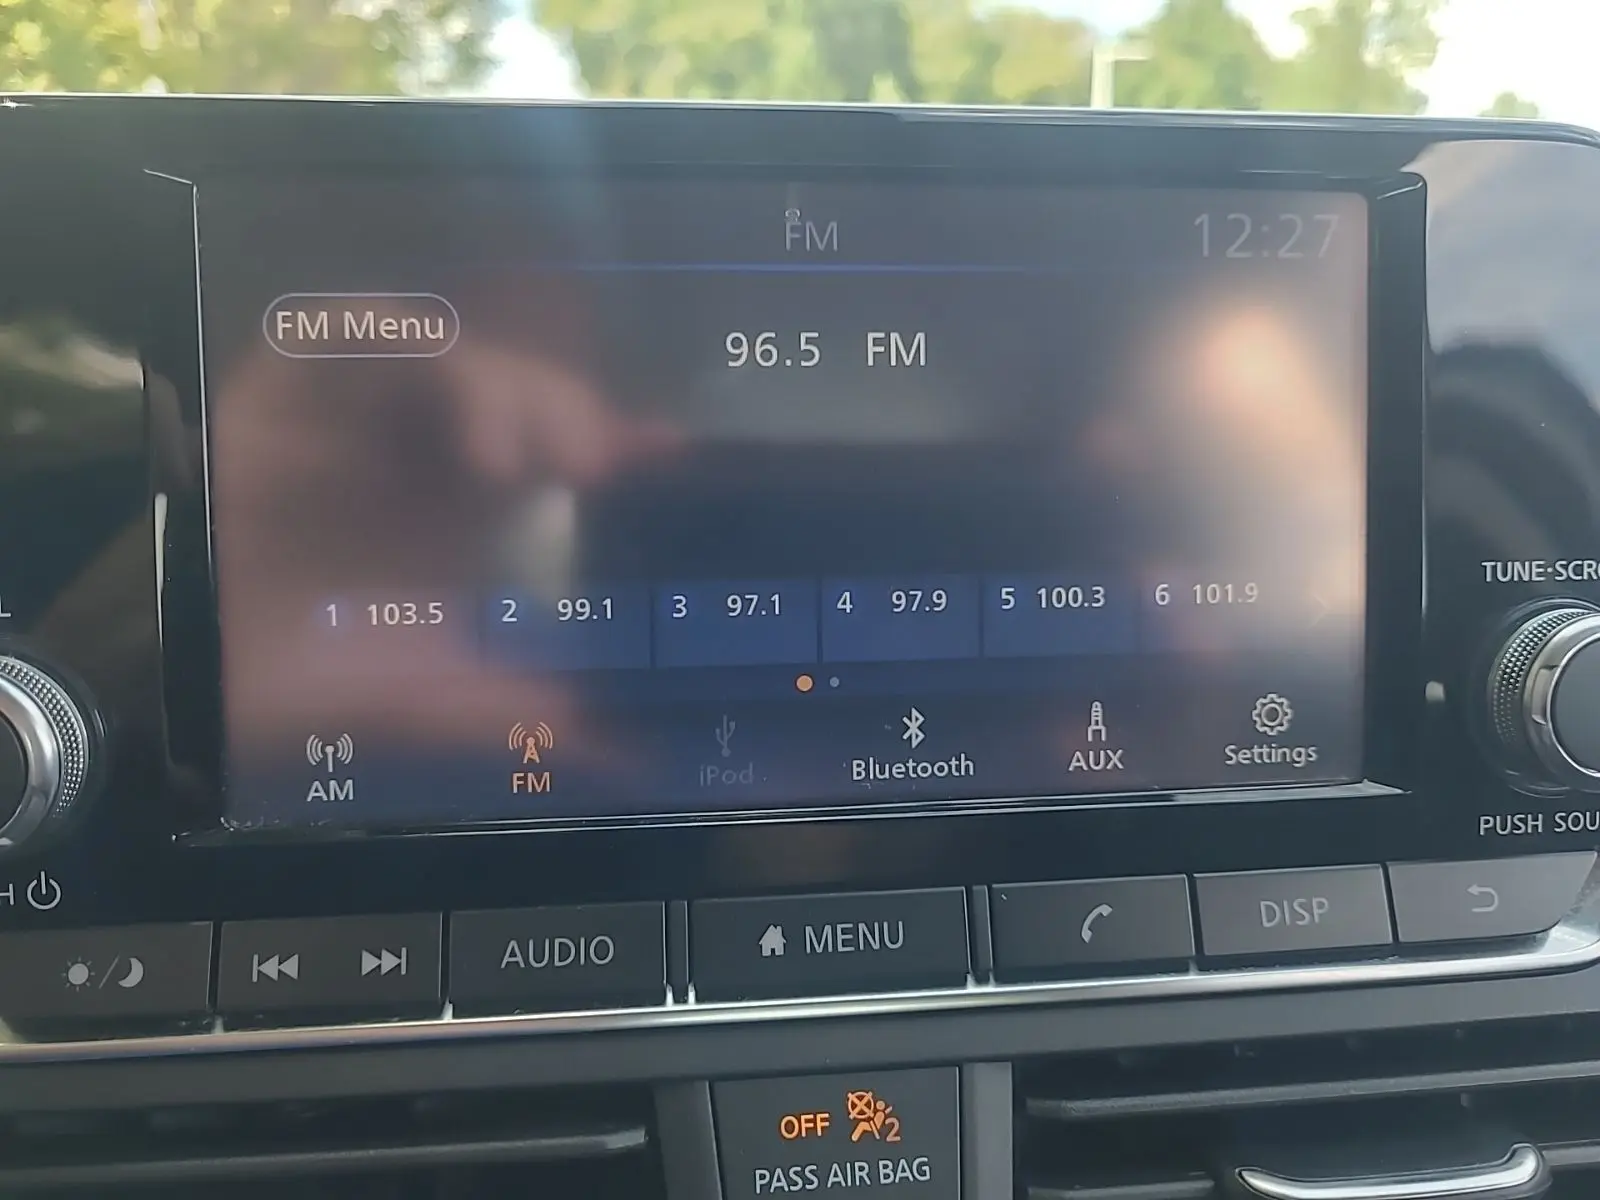 FM
12:27
FM Menu
96.5 FM
1 103.5 2 99.1 3 97.1 4 97.9 5 100.3 6 101.9
AM FM iPod Bluetooth AUX Settings
TUNE·SCR
PUSH SOU
AUDIO MENU DISP
OFF 2
PASS AIR BAG